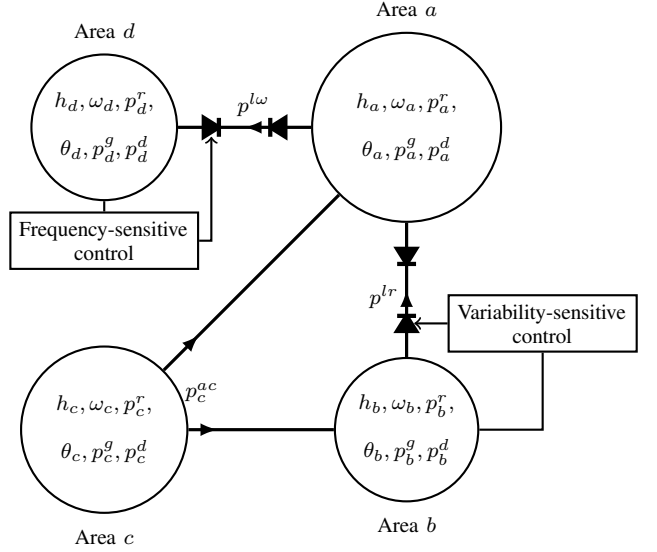 Area d
Area a
h_d, ω_d, p_d^r,
θ_d, p_d^g, p_d^d
p^{lω}
h_a, ω_a, p_a^r,
θ_a, p_a^g, p_a^d
Frequency-sensitive
control
p^{lr}
Variability-sensitive
control
p_c^{ac}
h_c, ω_c, p_c^r,
θ_c, p_c^g, p_c^d
h_b, ω_b, p_b^r,
θ_b, p_b^g, p_b^d
Area c
Area b